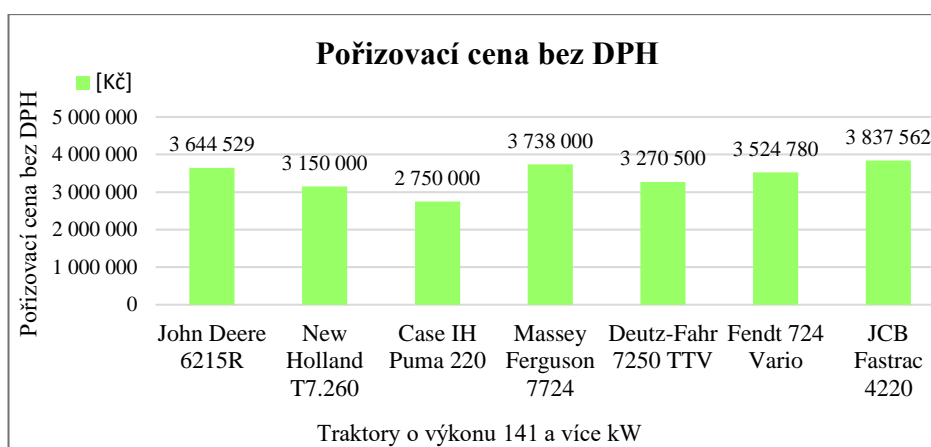 Pořizovací cena bez DPH
[Kč]
Pořizovací cena bez DPH
5 000 000
4 000 000
3 000 000
2 000 000
1 000 000
0
3 644 529
3 150 000
2 750 000
3 738 000
3 270 500
3 524 780
3 837 562
John Deere
6215R
New
Holland
T7.260
Case IH
Puma 220
Massey
Ferguson
7724
Deutz-Fahr
7250 TTV
Fendt 724
Vario
JCB
Fastrac
4220
Traktory o výkonu 141 a více kW